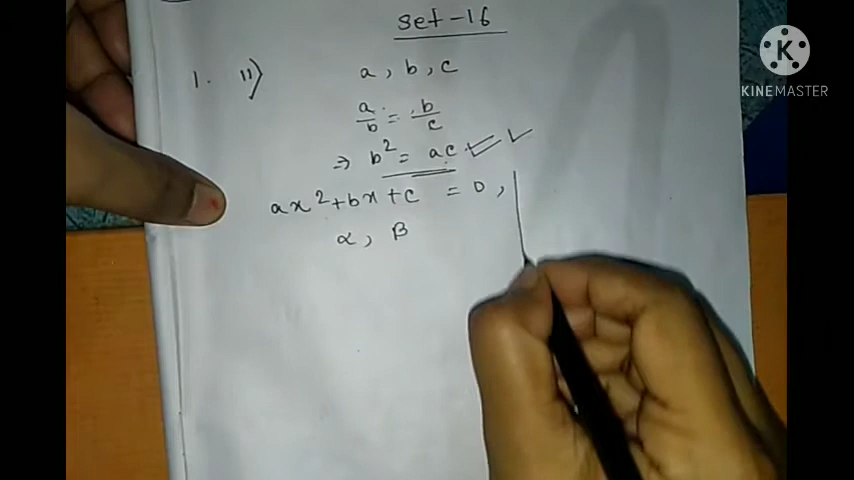 set-16
1. ii) a, b, c
a/b = b/c
⇒ b² = ac ✓ ✓
ax²+bx+c = 0,
α, β
KINEMASTER